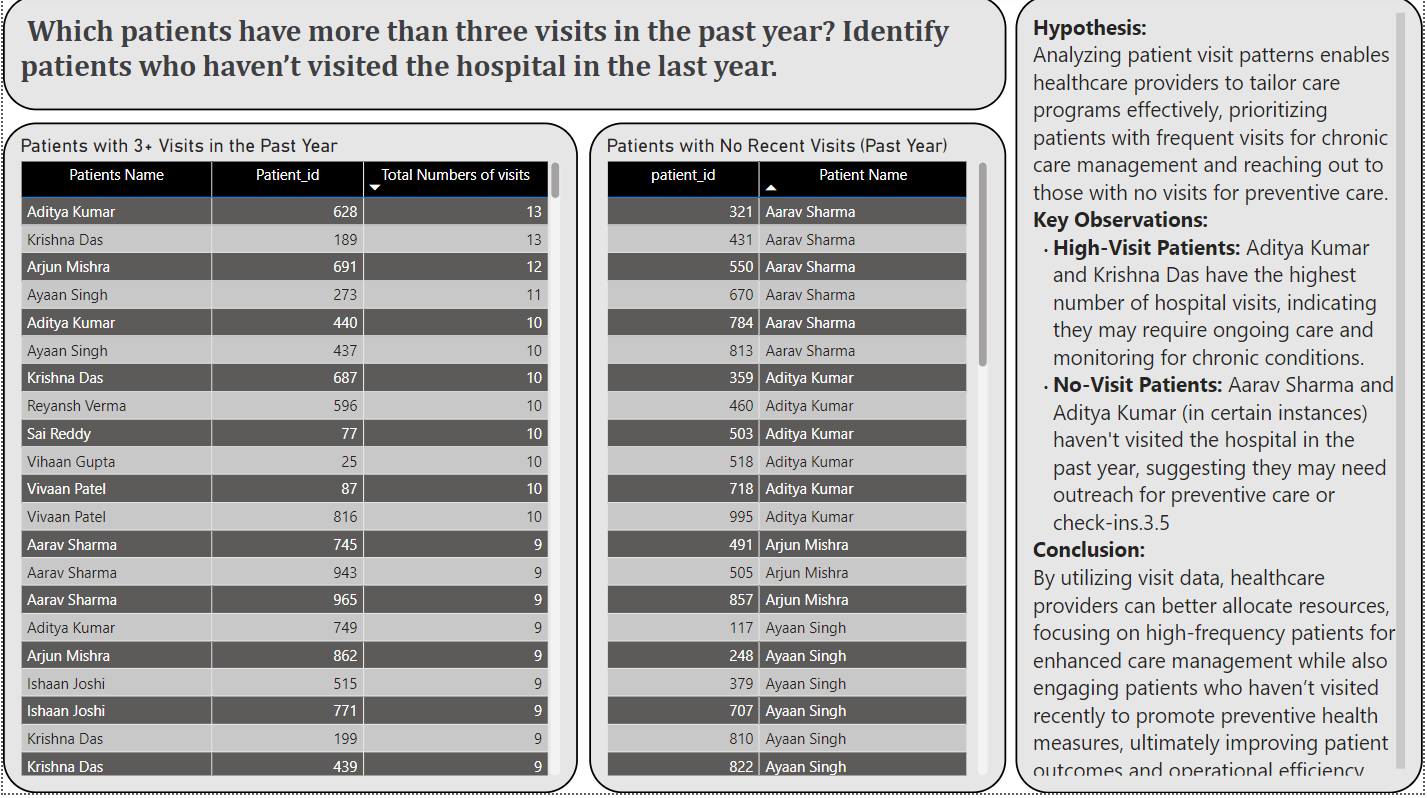 Which patients have more than three visits in the past year? Identify
patients who haven’t visited the hospital in the last year.
Patients with 3+ Visits in the Past Year
Patients Name Patient_id Total Numbers of visits
Aditya Kumar 628 13
Krishna Das 189 13
Arjun Mishra 691 12
Ayaan Singh 273 11
Aditya Kumar 440 10
Ayaan Singh 437 10
Krishna Das 687 10
Reyansh Verma 596 10
Sai Reddy 77 10
Vihaan Gupta 25 10
Vivaan Patel 87 10
Vivaan Patel 816 10
Aarav Sharma 745 9
Aarav Sharma 943 9
Aarav Sharma 965 9
Aditya Kumar 749 9
Arjun Mishra 862 9
Ishaan Joshi 515 9
Ishaan Joshi 771 9
Krishna Das 199 9
Krishna Das 439 9
Patients with No Recent Visits (Past Year)
patient_id Patient Name
321 Aarav Sharma
431 Aarav Sharma
550 Aarav Sharma
670 Aarav Sharma
784 Aarav Sharma
813 Aarav Sharma
359 Aditya Kumar
460 Aditya Kumar
503 Aditya Kumar
518 Aditya Kumar
718 Aditya Kumar
995 Aditya Kumar
491 Arjun Mishra
505 Arjun Mishra
857 Arjun Mishra
117 Ayaan Singh
248 Ayaan Singh
379 Ayaan Singh
707 Ayaan Singh
810 Ayaan Singh
822 Ayaan Singh
Hypothesis:
Analyzing patient visit patterns enables
healthcare providers to tailor care
programs effectively, prioritizing
patients with frequent visits for chronic
care management and reaching out to
those with no visits for preventive care.
Key Observations:
• High-Visit Patients: Aditya Kumar
and Krishna Das have the highest
number of hospital visits, indicating
they may require ongoing care and
monitoring for chronic conditions.
• No-Visit Patients: Aarav Sharma and
Aditya Kumar (in certain instances)
haven't visited the hospital in the
past year, suggesting they may need
outreach for preventive care or
check-ins.3.5
Conclusion:
By utilizing visit data, healthcare
providers can better allocate resources,
focusing on high-frequency patients for
enhanced care management while also
engaging patients who haven’t visited
recently to promote preventive health
measures, ultimately improving patient
outcomes and operational efficiency